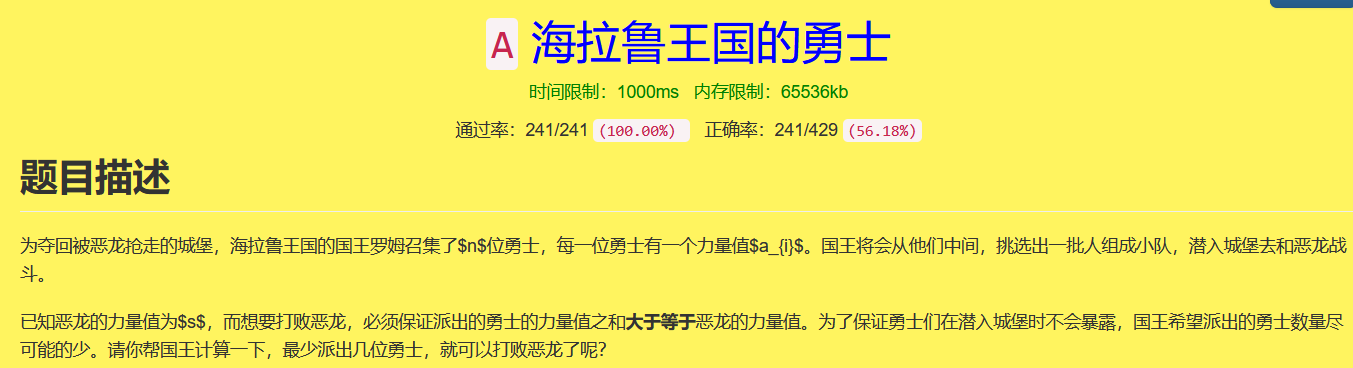 A 海拉鲁王国的勇士
时间限制：1000ms 内存限制：65536kb
通过率：241/241 (100.00%) 正确率：241/429 (56.18%)
题目描述
为夺回被恶龙抢走的城堡，海拉鲁王国的国王罗姆召集了$n$位勇士，每一位勇士有一个力量值$a_{i}$。国王将会从他们中间，挑选出一批人组成小队，潜入城堡去和恶龙战
斗。
已知恶龙的力量值为$s$，而想要打败恶龙，必须保证派出的勇士的力量值之和大于等于恶龙的力量值。为了保证勇士们在潜入城堡时不会暴露，国王希望派出的勇士数量尽
可能的少。请你帮国王计算一下，最少派出几位勇士，就可以打败恶龙了呢？